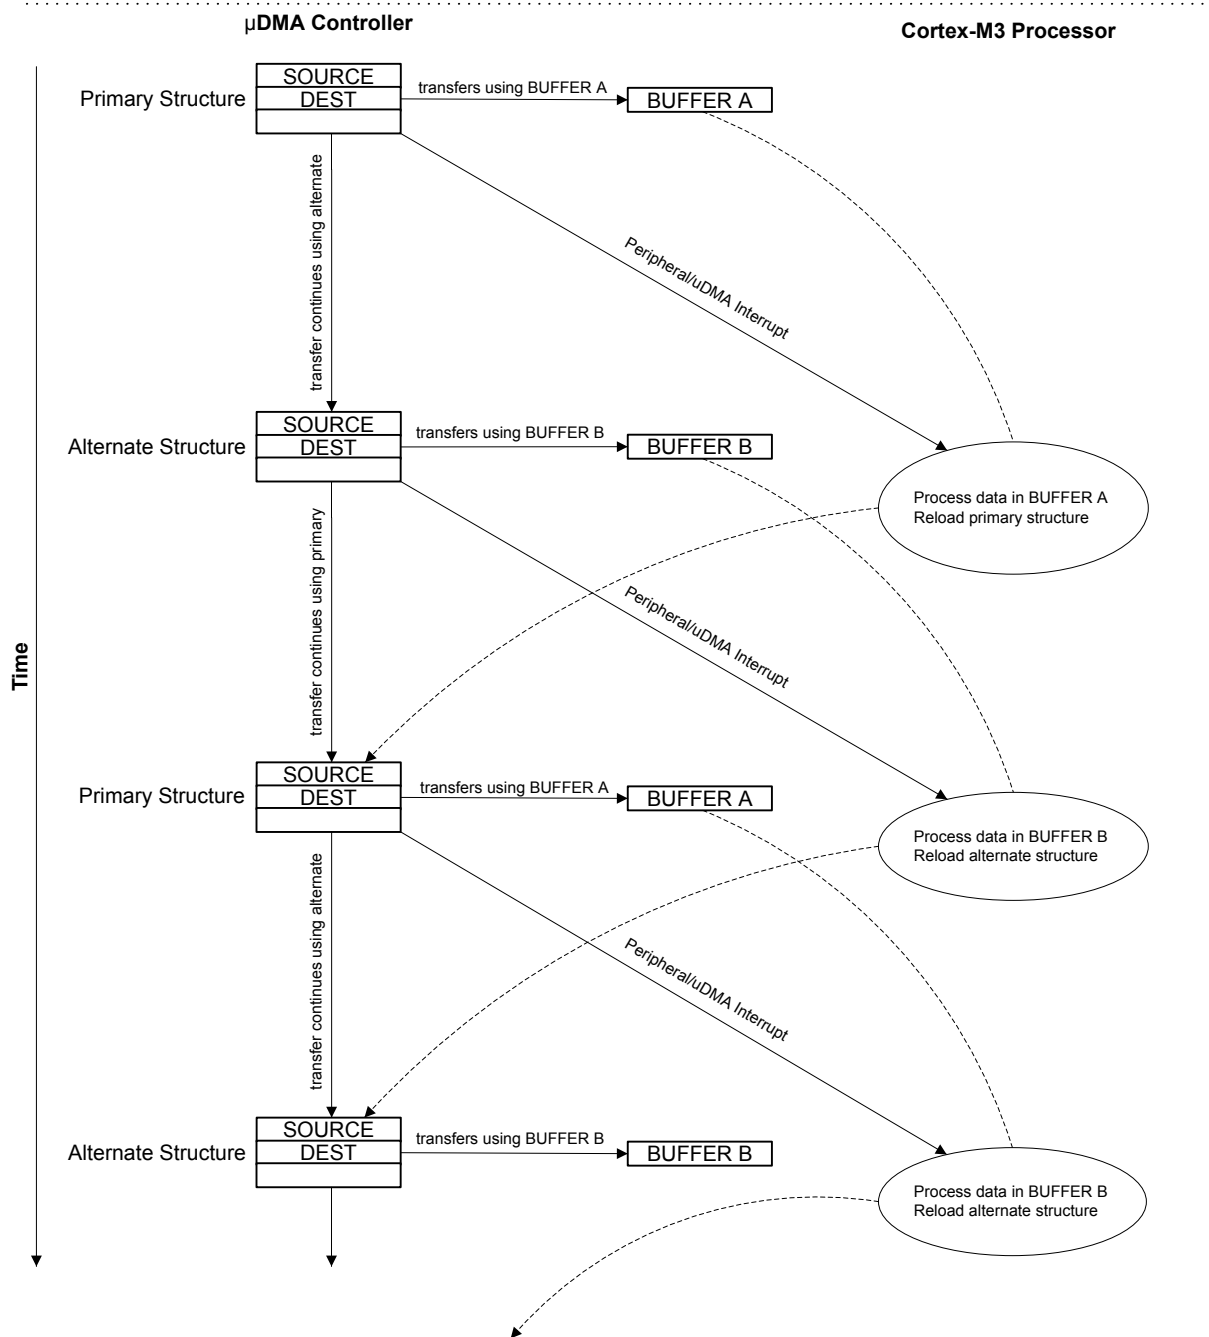 µDMA Controller
Cortex-M3 Processor
SOURCE
Primary Structure
DEST
transfers using BUFFER A
BUFFER A
transfer continues using alternate
Peripheral/uDMA Interrupt
SOURCE
Alternate Structure
DEST
transfers using BUFFER B
BUFFER B
Process data in BUFFER A
Reload primary structure
transfer continues using primary
Peripheral/uDMA Interrupt
Time
SOURCE
Primary Structure
DEST
transfers using BUFFER A
BUFFER A
Process data in BUFFER B
Reload alternate structure
transfer continues using alternate
Peripheral/uDMA Interrupt
SOURCE
Alternate Structure
DEST
transfers using BUFFER B
BUFFER B
Process data in BUFFER B
Reload alternate structure